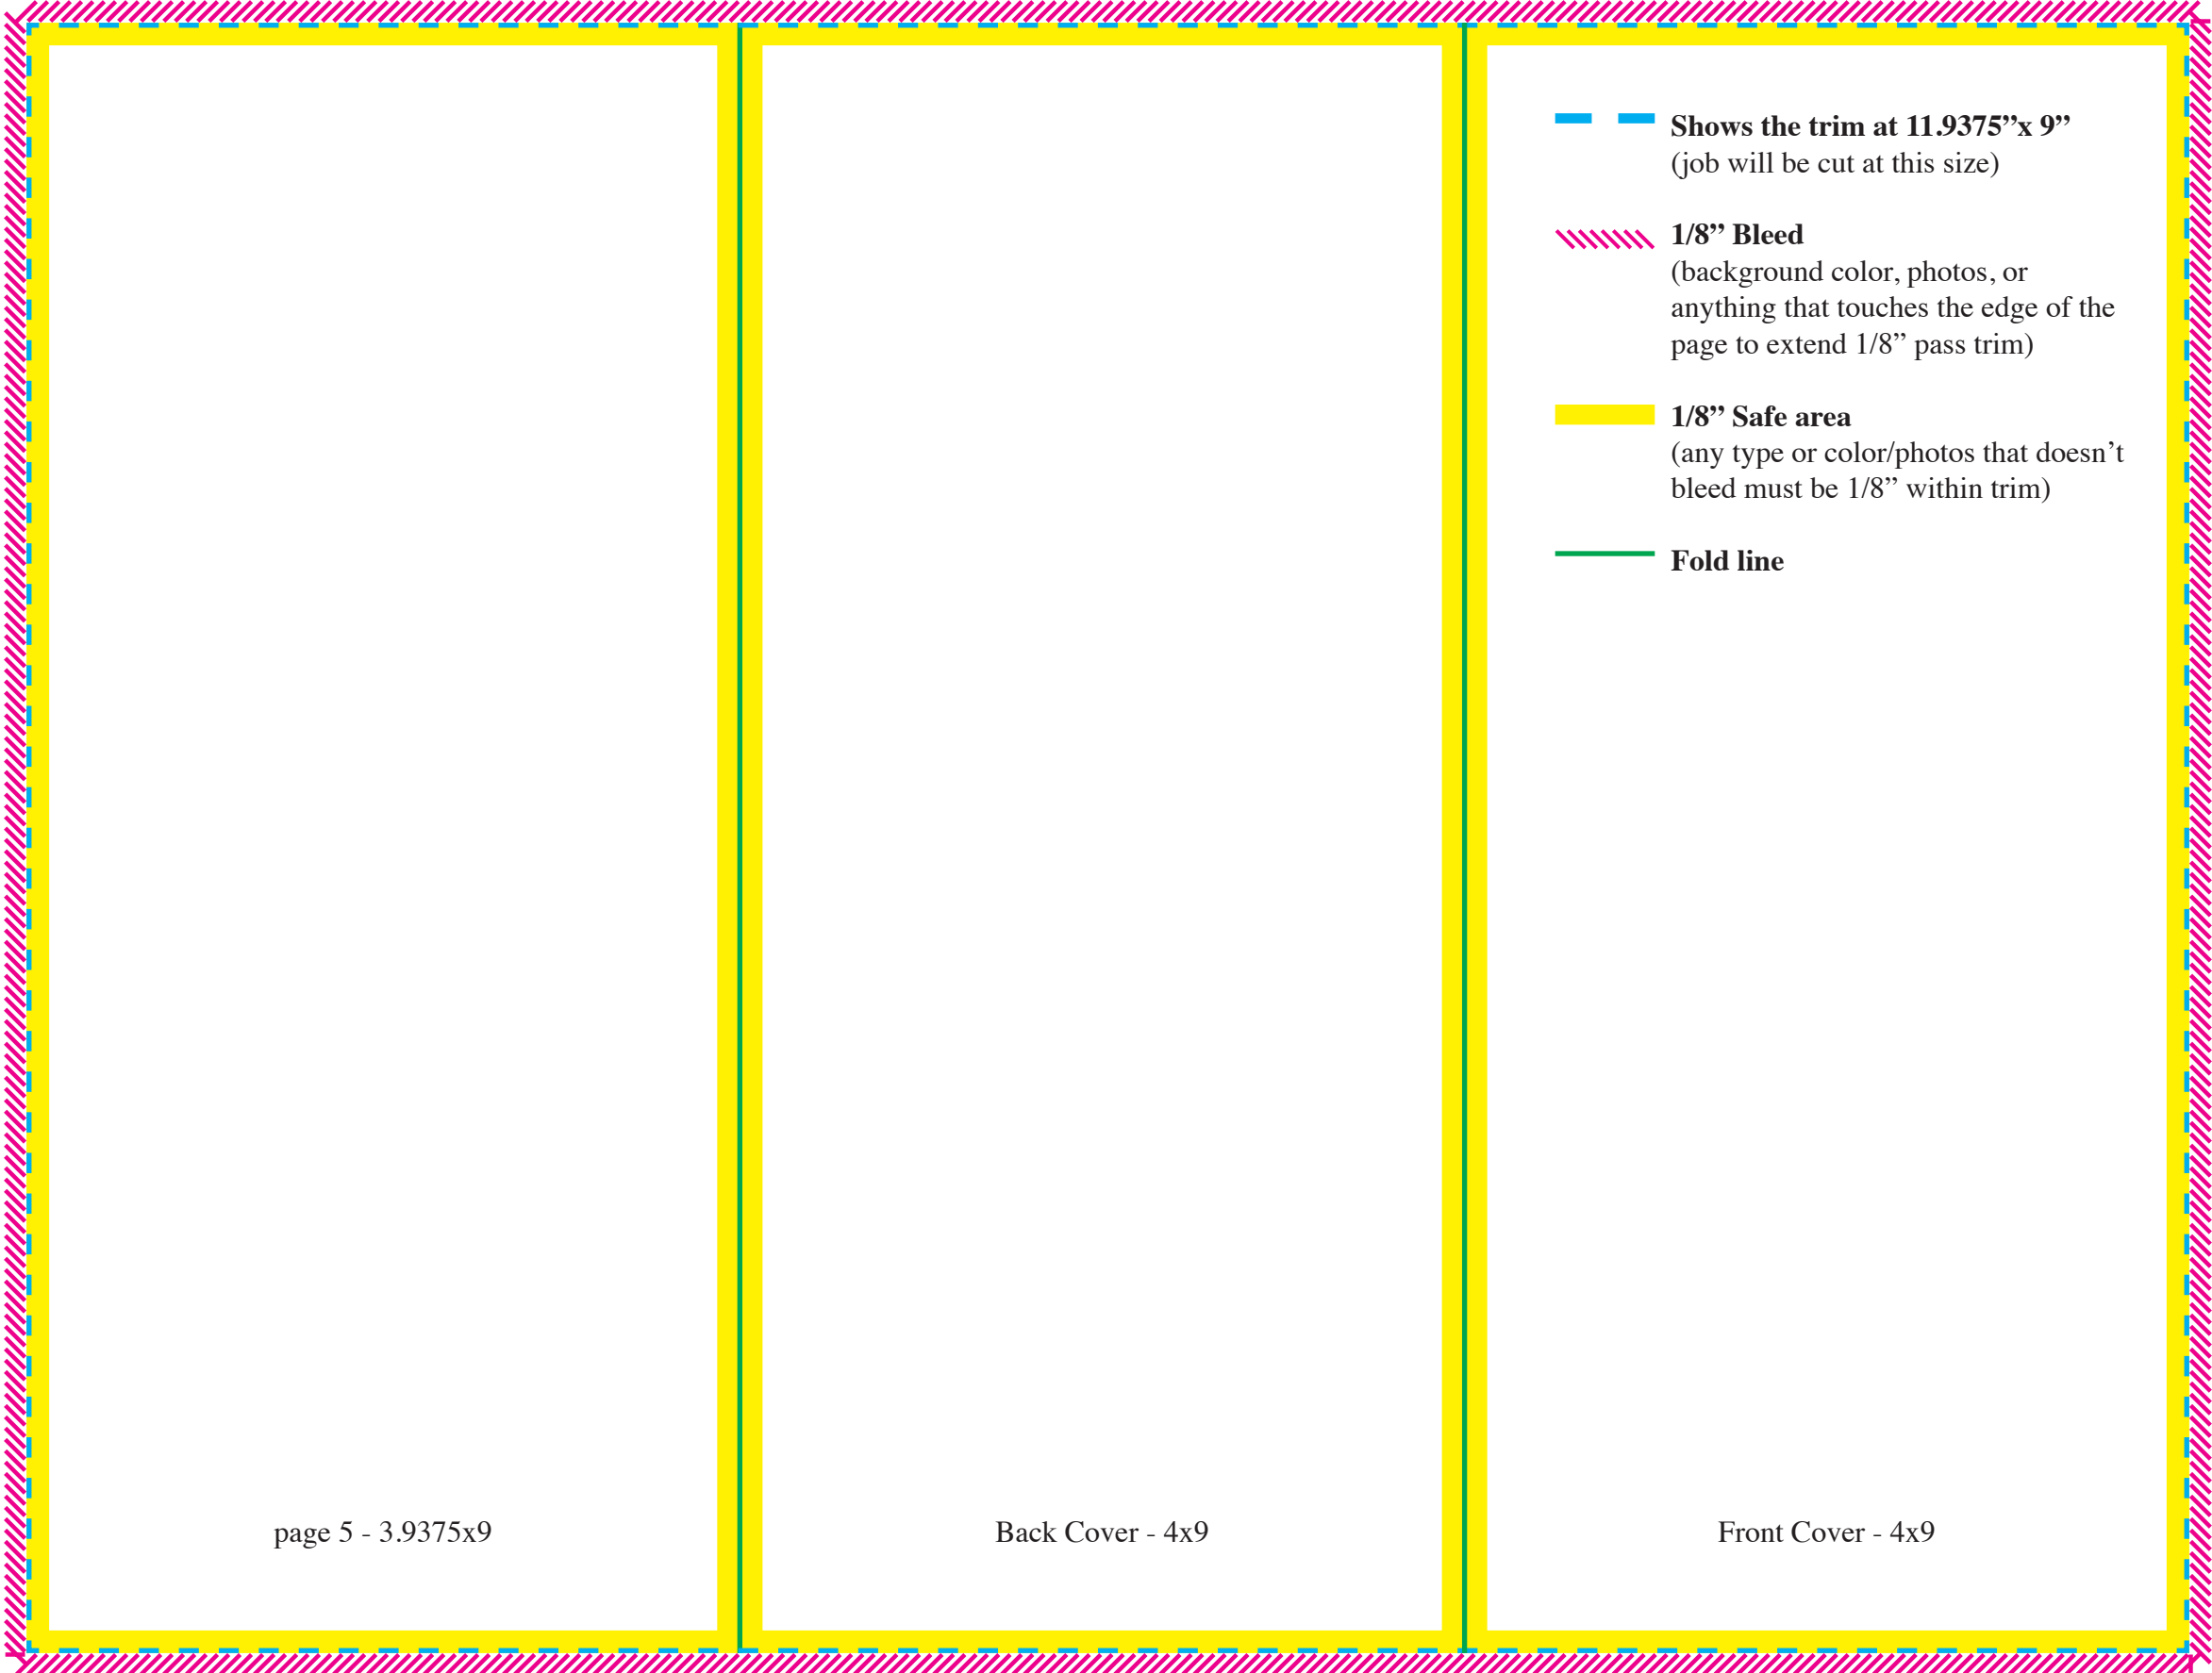 Shows the trim at 11.9375”x 9”
(job will be cut at this size)
1/8” Bleed
(background color, photos, or
anything that touches the edge of the
page to extend 1/8” pass trim)
1/8” Safe area
(any type or color/photos that doesn’t
bleed must be 1/8” within trim)
Fold line
page 5 - 3.9375x9
Back Cover - 4x9
Front Cover - 4x9